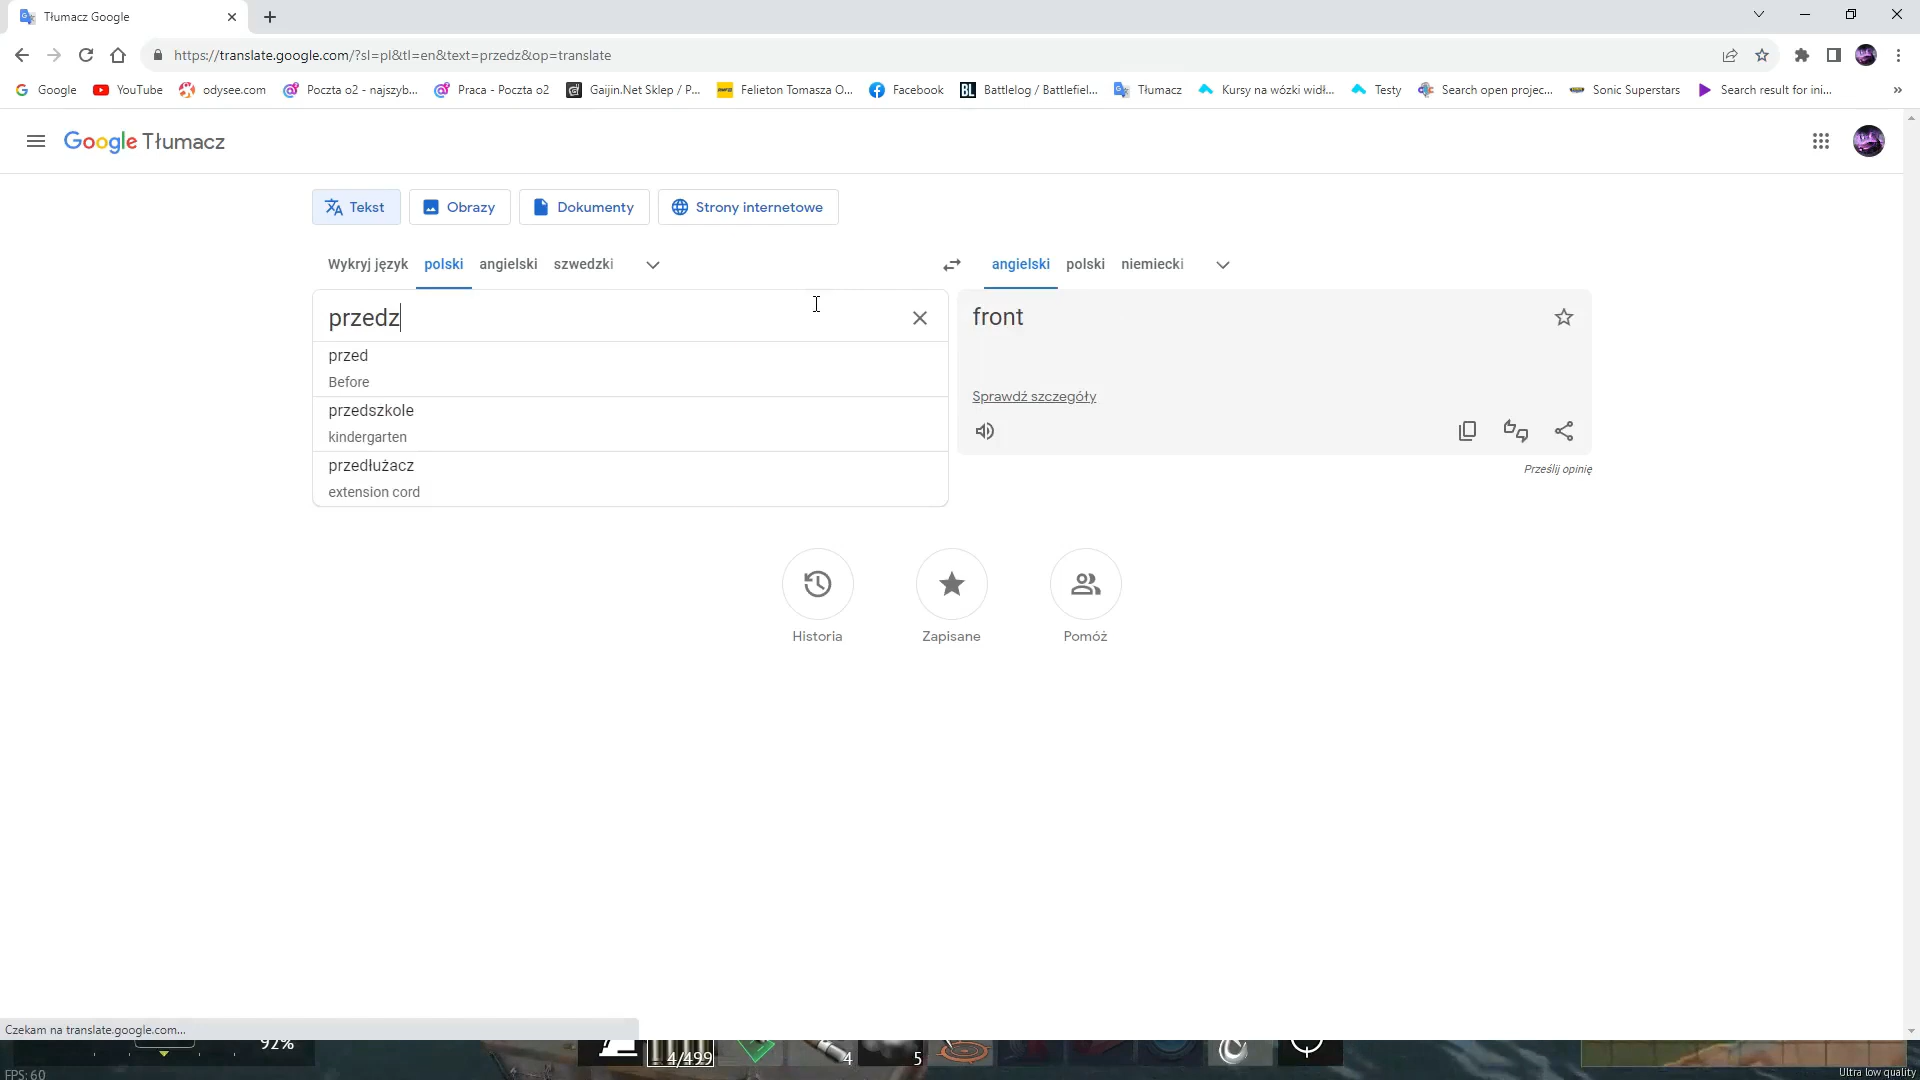 Tłumacz Google
https://translate.google.com/?sl=pl&tl=en&text=przedz&op=translate
Google YouTube odysee.com Poczta o2 - najszyb... Praca - Poczta o2 Gaijin.Net Sklep / P... Felieton Tomasza O... Facebook BL Battlelog / Battlefiel... Tłumacz Kursy na wózki widł... Testy Search open projec... Sonic Superstars Search result for ini... »
Google Tłumacz
Tekst Obrazy Dokumenty Strony internetowe
Wykryj język polski angielski szwedzki angielski polski niemiecki
przedz front
przed
Before
Sprawdź szczegóły
przedszkole
kindergarten
przedłużacz
Prześlij opinię
extension cord
Historia Zapisane Pomóż
Czekam na translate.google.com...
92% 4/499 4 5
FPS: 60 Ultra low quality